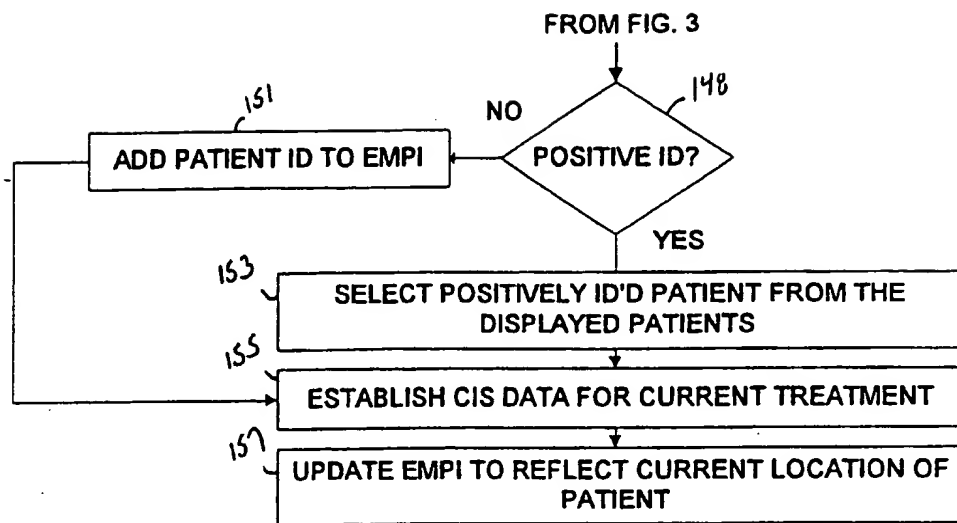 FROM FIG. 3
148
NO
151
POSITIVE ID?
ADD PATIENT ID TO EMPI
YES
153
SELECT POSITIVELY ID'D PATIENT FROM THE
DISPLAYED PATIENTS
155
ESTABLISH CIS DATA FOR CURRENT TREATMENT
157
UPDATE EMPI TO REFLECT CURRENT LOCATION OF
PATIENT